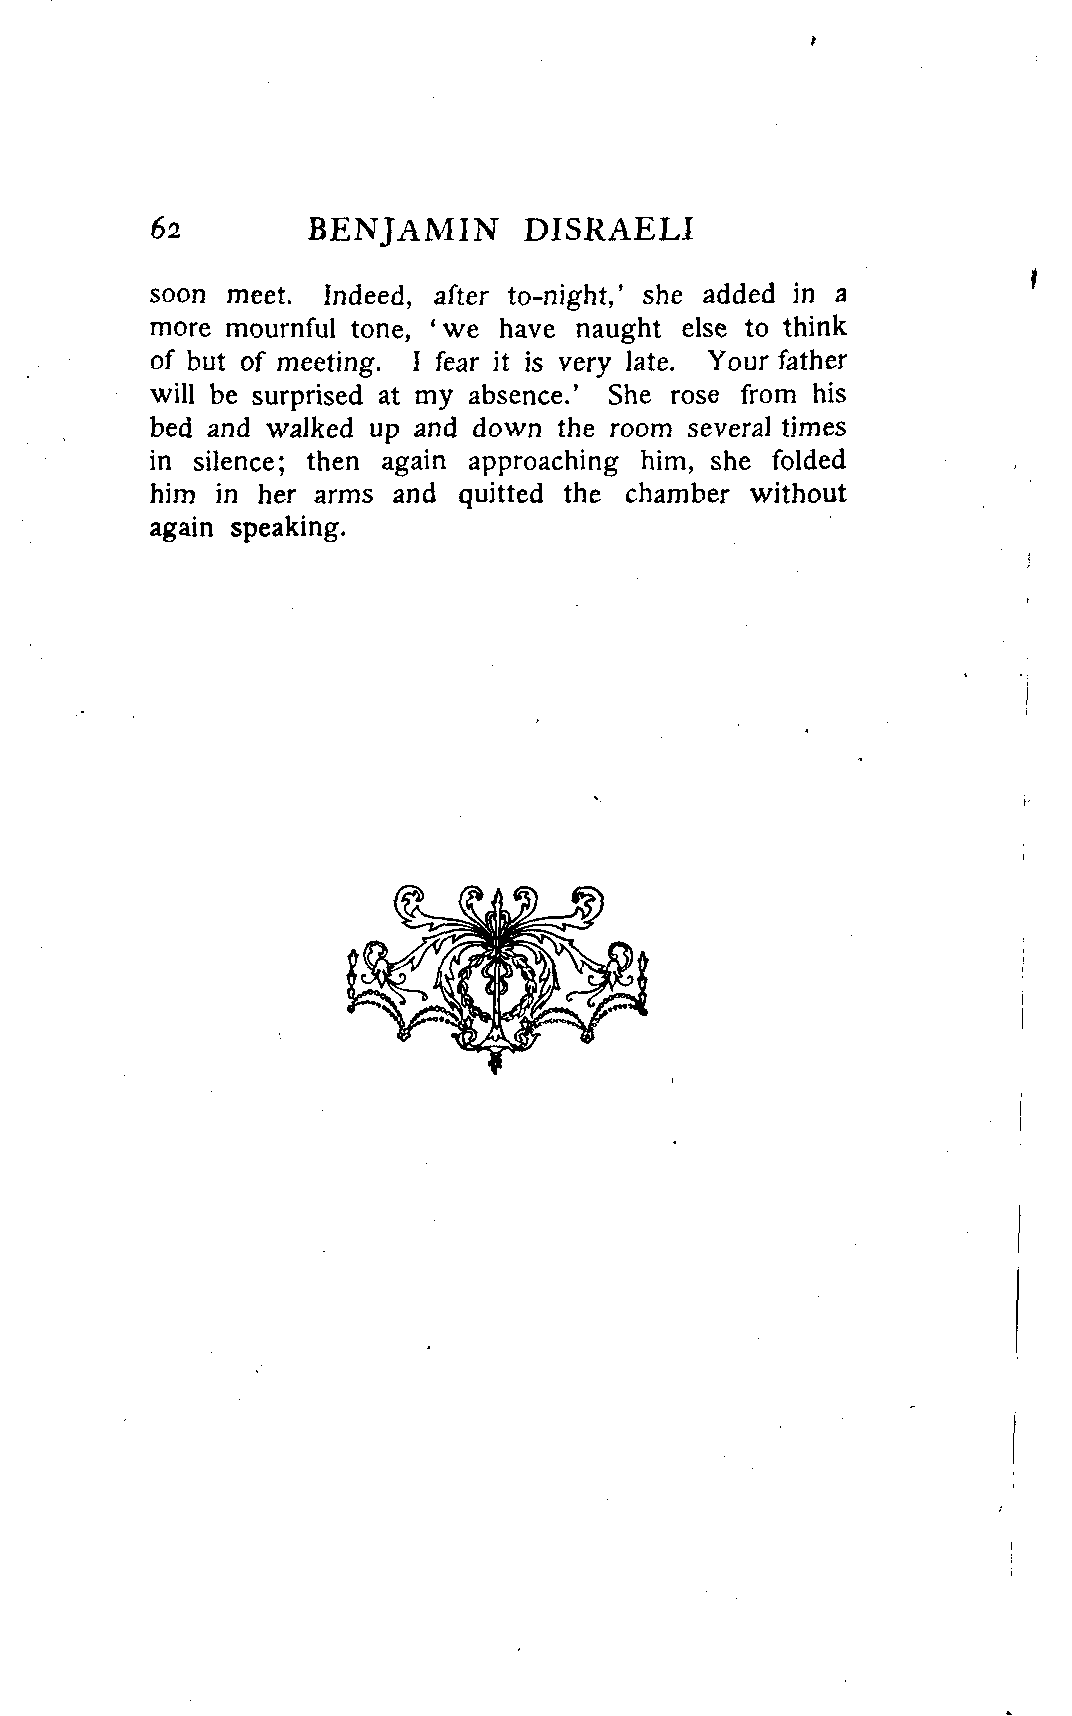 62 BENJAMIN DISRAELI
soon meet. Indeed, after to-night,’ she added in a
more mournful tone, ‘we have naught else to think
of but of meeting. I fear it is very late. Your father
will be surprised at my absence.’ She rose from his
bed and walked up and down the room several times
in silence; then again approaching him, she folded
him in her arms and quitted the chamber without
again speaking.